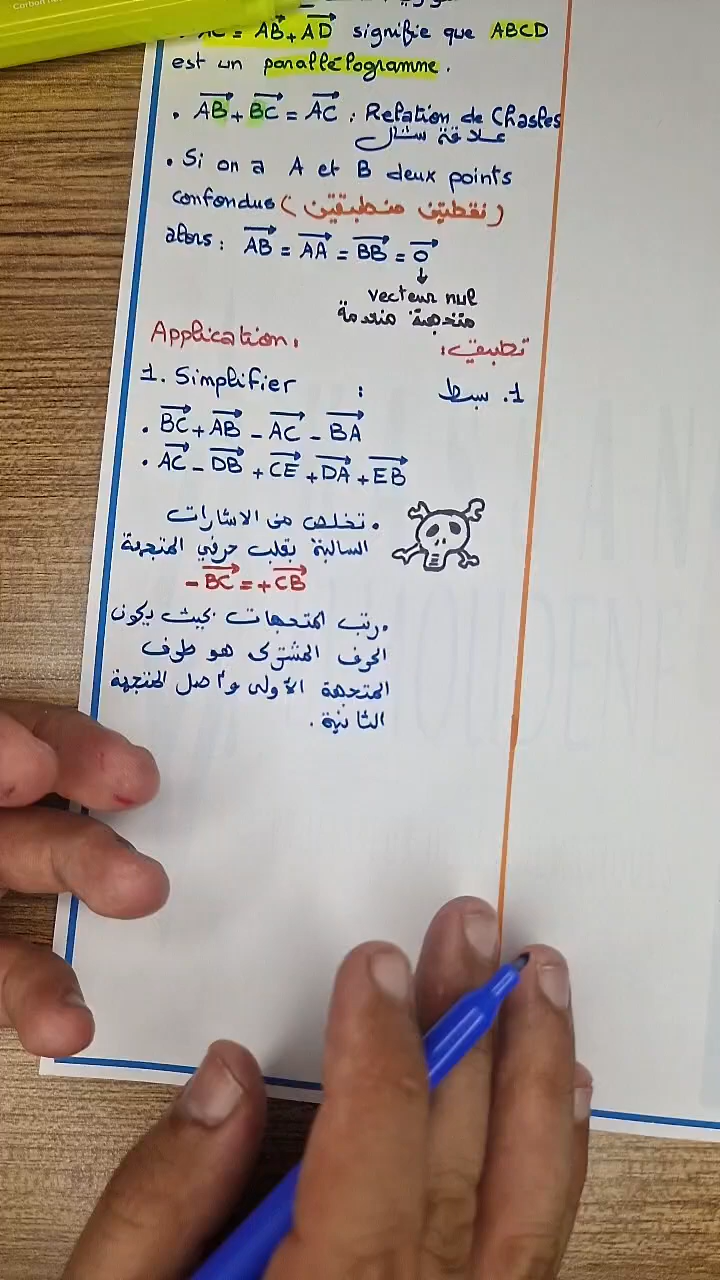 = AB + AD signifie que ABCD
est un parallélogramme.
. AB + BC = AC : Relation de Chasles
علاقة شال
. Si on a A et B deux points
confondus (نقطتين منطبقتين)
alors : AB = AA = BB = 0
vecteur nul
متجهة منعدمة
Application. تطبيق:
1. Simplifier : 1. بسط
. BC + AB - AC - BA
. AC - DB + CE + DA + EB
. تخلص من الاشارات
السالبة بقلب حرفي المتجهة
- BC = + CB
. رتب المتجهات بحيث يكون
الحرف المشترك هو طرف
المتجهة الأولى وأصل المتجهة
الثانية.